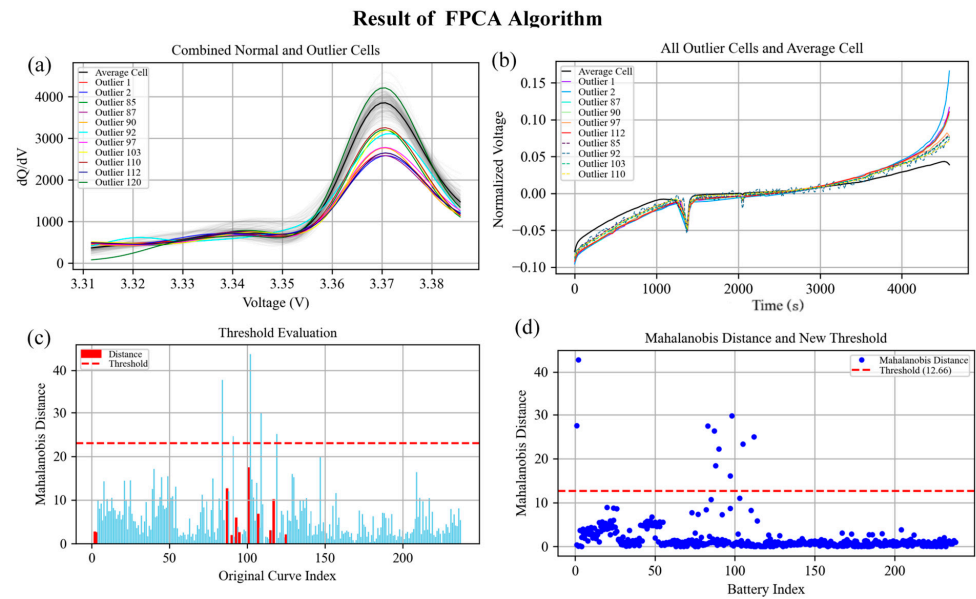 Result of FPCA Algorithm
(a)
Combined Normal and Outlier Cells
Average Cell
Outlier 1
Outlier 2
Outlier 85
Outlier 87
Outlier 90
Outlier 92
Outlier 97
Outlier 103
Outlier 110
Outlier 112
Outlier 120
dQ/dV
4000
3000
2000
1000
0
3.31 3.32 3.33 3.34 3.35 3.36 3.37 3.38
Voltage (V)
(b)
All Outlier Cells and Average Cell
Average Cell
Outlier 1
Outlier 2
Outlier 87
Outlier 90
Outlier 97
Outlier 112
Outlier 85
Outlier 92
Outlier 103
Outlier 110
Normalized Voltage
0.15
0.10
0.05
0.00
−0.05
−0.10
0 1000 2000 3000 4000
Time (s)
(c)
Threshold Evaluation
Distance
Threshold
Mahalanobis Distance
40
30
20
10
0
0 50 100 150 200
Original Curve Index
(d)
Mahalanobis Distance and New Threshold
Mahalanobis Distance
Threshold (12.66)
Mahalanobis Distance
40
30
20
10
0
0 50 100 150 200
Battery Index